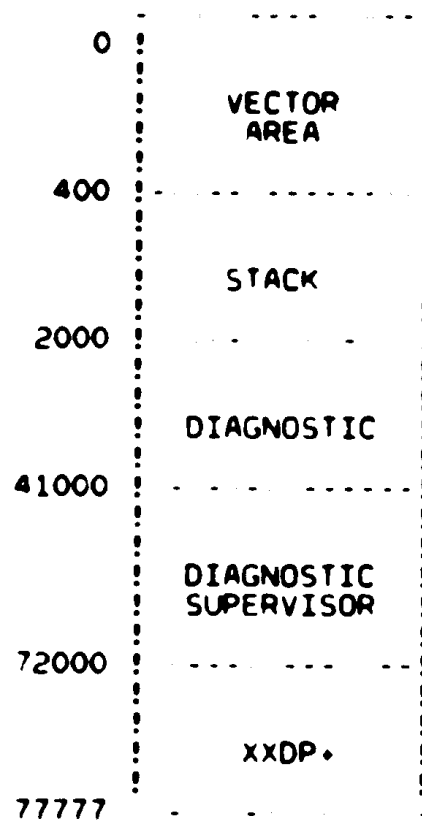 0
VECTOR
AREA
400
STACK
2000
DIAGNOSTIC
41000
DIAGNOSTIC
SUPERVISOR
72000
XXDP+
77777